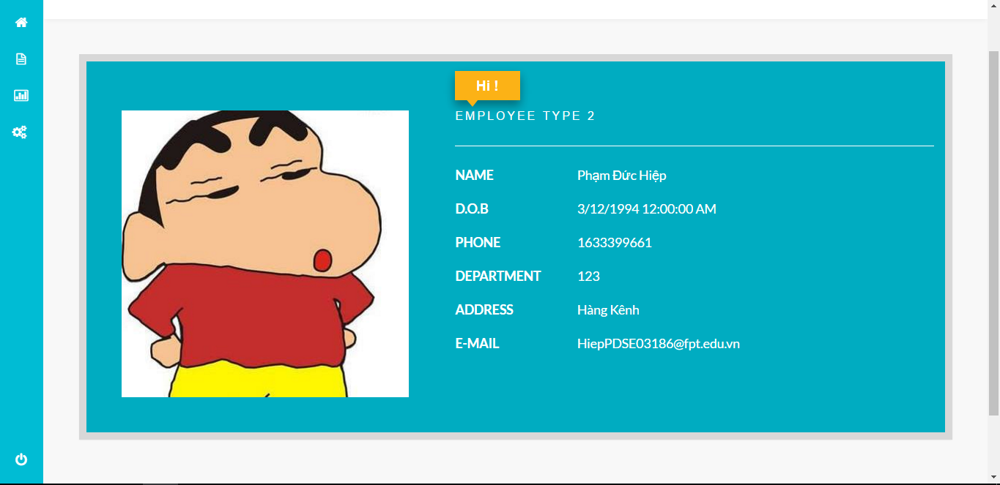 Hi !
EMPLOYEE TYPE 2
NAME Phạm Đức Hiệp
D.O.B 3/12/1994 12:00:00 AM
PHONE 1633399661
DEPARTMENT 123
ADDRESS Hàng Kênh
E-MAIL HiepPDSE03186@fpt.edu.vn